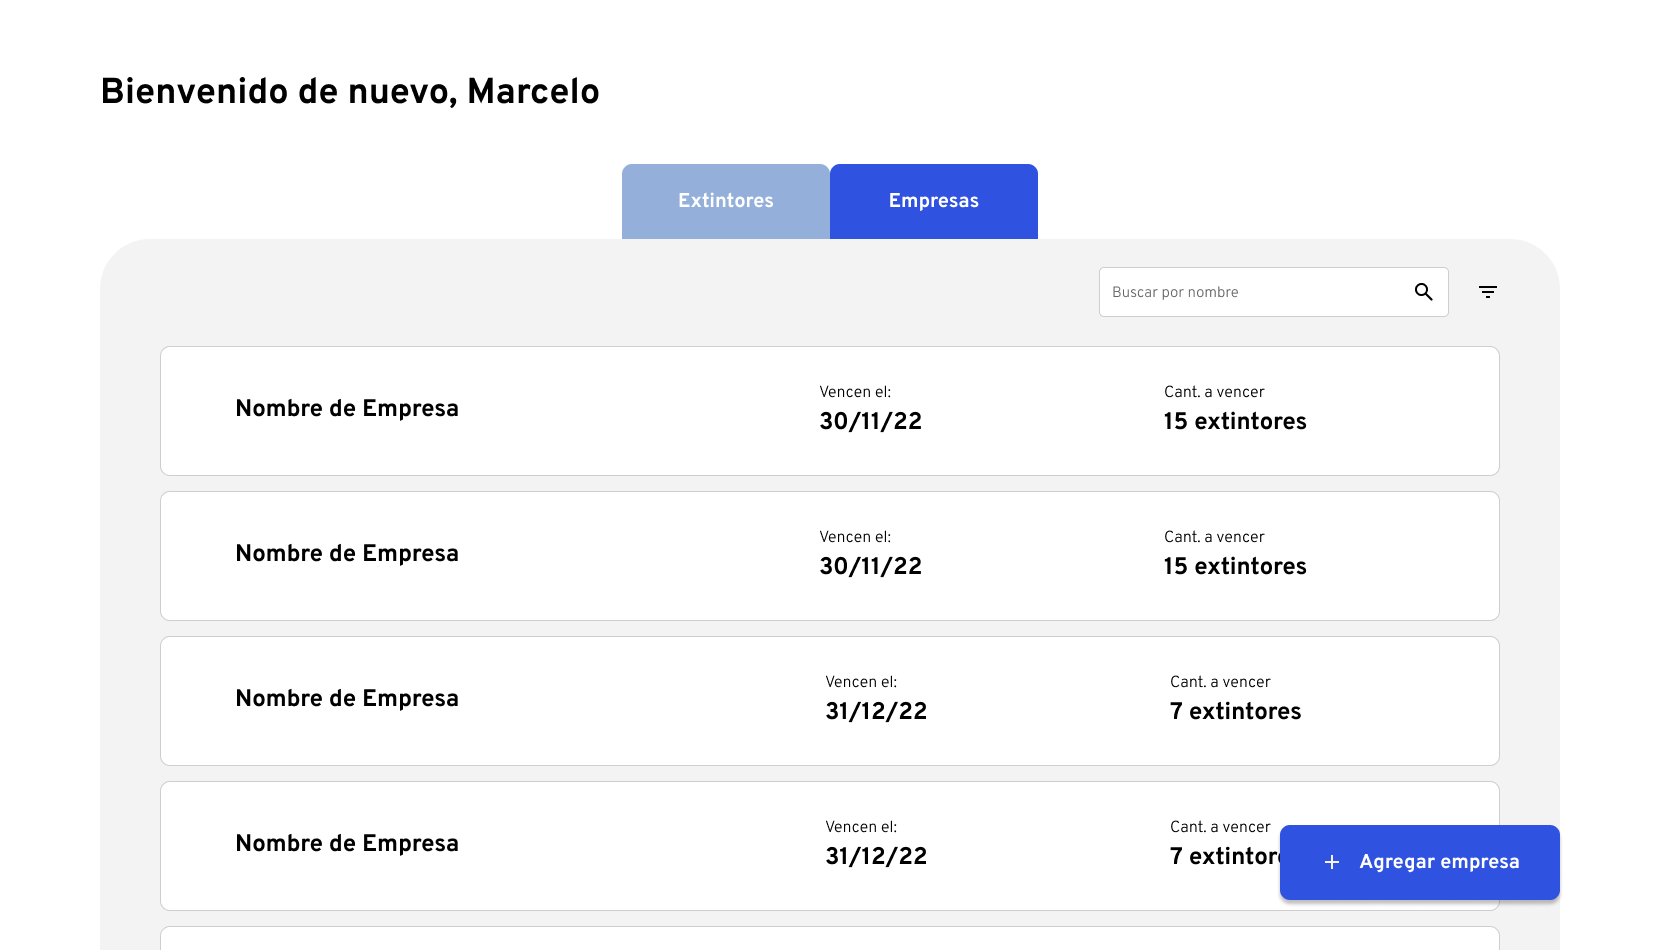 Bienvenido de nuevo, Marcelo
Extintores
Empresas
Buscar por nombre
Nombre de Empresa
Vencen el:
30/11/22
Cant. a vencer
15 extintores
Nombre de Empresa
Vencen el:
30/11/22
Cant. a vencer
15 extintores
Nombre de Empresa
Vencen el:
31/12/22
Cant. a vencer
7 extintores
Nombre de Empresa
Vencen el:
31/12/22
Cant. a vencer
7 extintor
+ Agregar empresa